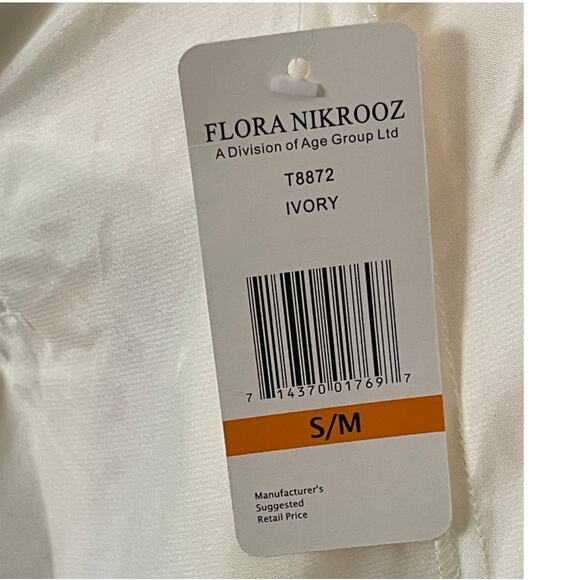 FLORA NIKROOZ
A Division of Age Group Ltd
T8872
IVORY
7 14370 01769 7
S/M
Manufacturer's
Suggested
Retail Price